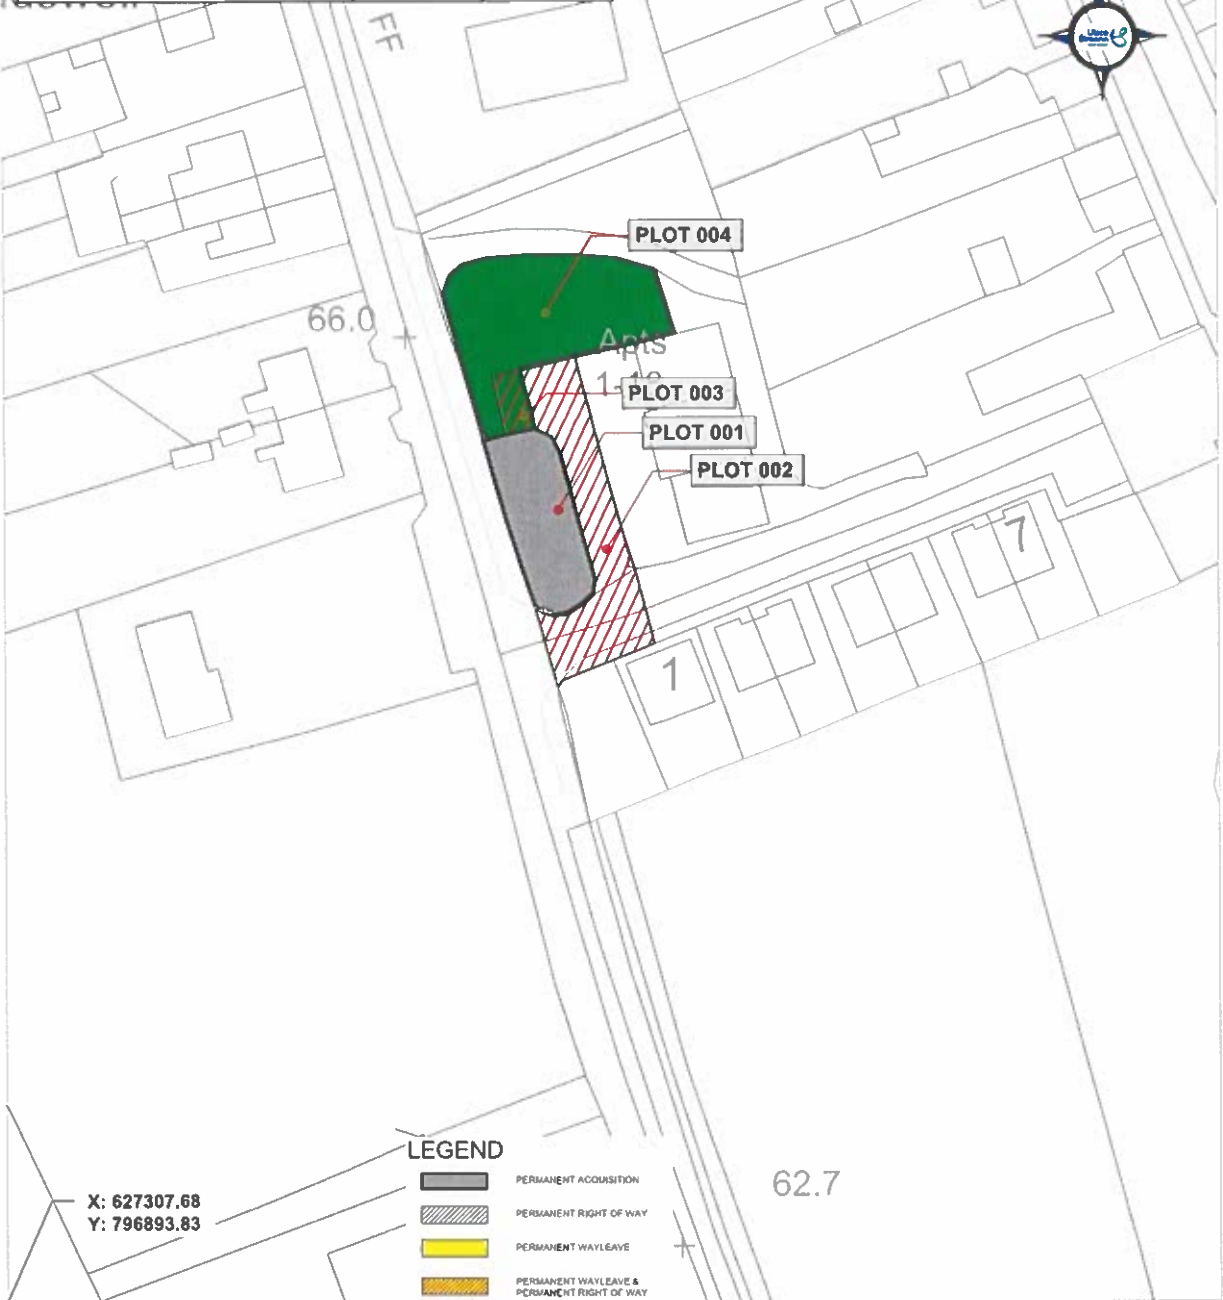 FF
PLOT 004
66.0
Apts
PLOT 003
PLOT 001
PLOT 002
7
1
LEGEND
PERMANENT ACQUISITION
62.7
X: 627307.68
Y: 796893.83
PERMANENT RIGHT OF WAY
PERMANENT WAYLEAVE
PERMANENT WAYLEAVE &
PERMANENT RIGHT OF WAY